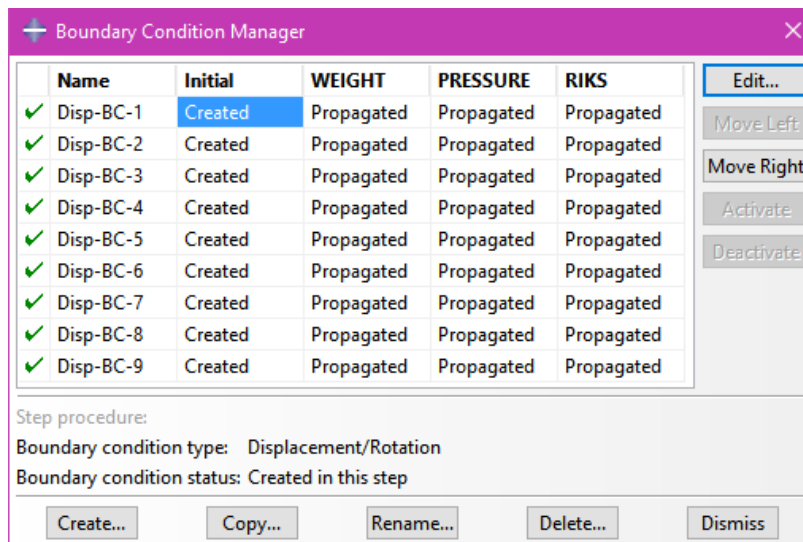 Boundary Condition Manager
Name Initial WEIGHT PRESSURE RIKS
Edit...
Disp-BC-1 Created Propagated Propagated Propagated
Move Left
Disp-BC-2 Created Propagated Propagated Propagated
Disp-BC-3 Created Propagated Propagated Propagated
Move Right
Disp-BC-4 Created Propagated Propagated Propagated
Activate
Disp-BC-5 Created Propagated Propagated Propagated
Deactivate
Disp-BC-6 Created Propagated Propagated Propagated
Disp-BC-7 Created Propagated Propagated Propagated
Disp-BC-8 Created Propagated Propagated Propagated
Disp-BC-9 Created Propagated Propagated Propagated
Step procedure:
Boundary condition type: Displacement/Rotation
Boundary condition status: Created in this step
Create... Copy... Rename... Delete... Dismiss